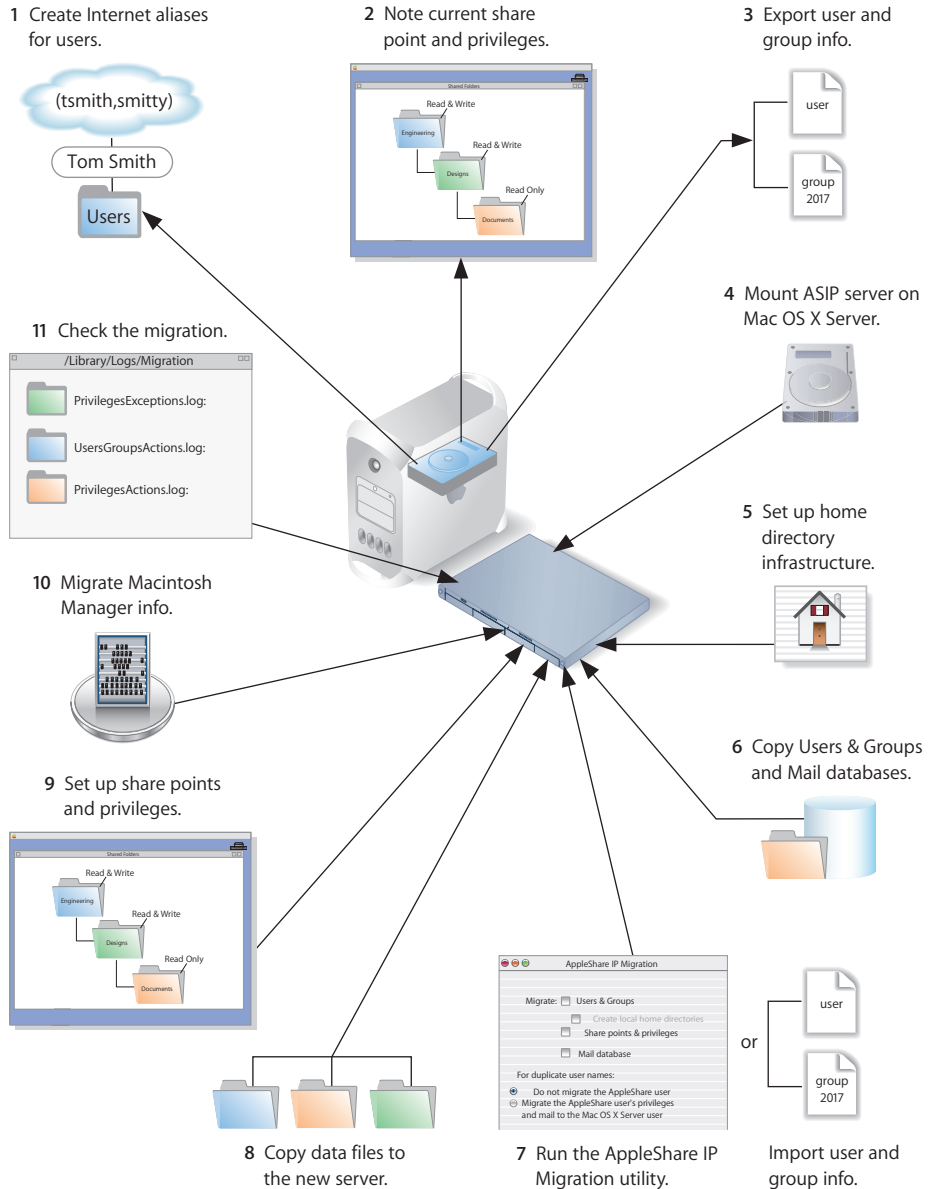 1 Create Internet aliases
for users.
(tsmith,smitty)
Tom Smith
Users
2 Note current share
point and privileges.
Shared Folders
Read & Write
Engineering
Read & Write
Designs
Read Only
Documents
3 Export user and
group info.
user
group
2017
4 Mount ASIP server on
Mac OS X Server.
5 Set up home
directory
infrastructure.
6 Copy Users & Groups
and Mail databases.
7 Run the AppleShare IP
Migration utility.
AppleShare IP Migration
Migrate:
Users & Groups
Create local home directories
Share points & privileges
Mail database
For duplicate user names:
Do not migrate the AppleShare user
Migrate the AppleShare user's privileges
and mail to the Mac OS X Server user
or
user
group
2017
Import user and
group info.
8 Copy data files to
the new server.
9 Set up share points
and privileges.
Shared Folders
Read & Write
Engineering
Read & Write
Designs
Read Only
Documents
10 Migrate Macintosh
Manager info.
11 Check the migration.
/Library/Logs/Migration
PrivilegesExceptions.log:
UsersGroupsActions.log:
PrivilegesActions.log: